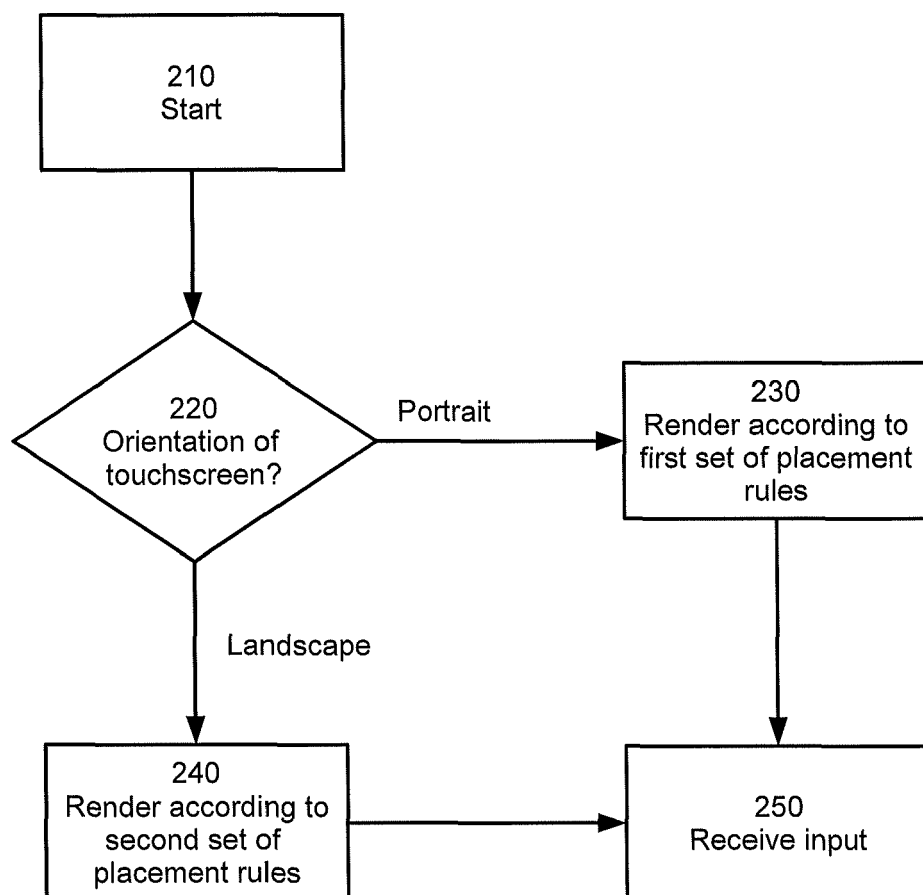 210
Start
220
Orientation of
touchscreen?
Portrait
230
Render according to
first set of placement
rules
Landscape
240
Render according to
second set of
placement rules
250
Receive input